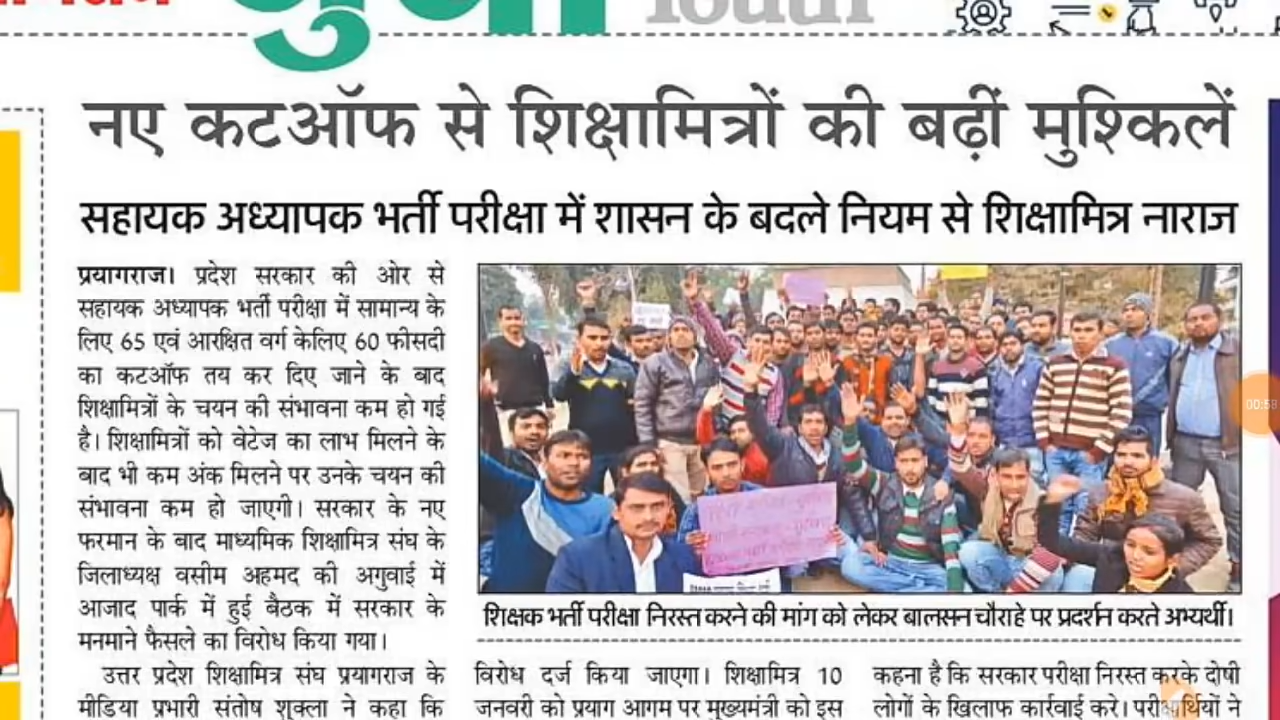 युवा
Youth
नए कटऑफ से शिक्षामित्रों की बढ़ीं मुश्किलें
सहायक अध्यापक भर्ती परीक्षा में शासन के बदले नियम से शिक्षामित्र नाराज
प्रयागराज। प्रदेश सरकार की ओर से
सहायक अध्यापक भर्ती परीक्षा में सामान्य के
लिए 65 एवं आरक्षित वर्ग केलिए 60 फीसदी
का कटऑफ तय कर दिए जाने के बाद
शिक्षामित्रों के चयन की संभावना कम हो गई
है। शिक्षामित्रों को वेटेज का लाभ मिलने के
बाद भी कम अंक मिलने पर उनके चयन की
संभावना कम हो जाएगी। सरकार के नए
फरमान के बाद माध्यमिक शिक्षामित्र संघ के
जिलाध्यक्ष वसीम अहमद की अगुवाई में
आजाद पार्क में हुई बैठक में सरकार के
मनमाने फैसले का विरोध किया गया।
उत्तर प्रदेश शिक्षामित्र संघ प्रयागराज के
मीडिया प्रभारी संतोष शुक्ला ने कहा कि
शिक्षक भर्ती परीक्षा निरस्त करने की मांग को लेकर बालसन चौराहे पर प्रदर्शन करते अभ्यर्थी।
विरोध दर्ज किया जाएगा। शिक्षामित्र 10
जनवरी को प्रयाग आगम पर मुख्यमंत्री को इस
कहना है कि सरकार परीक्षा निरस्त करके दोषी
लोगों के खिलाफ कार्रवाई करे। परीक्षार्थियों ने
00:58